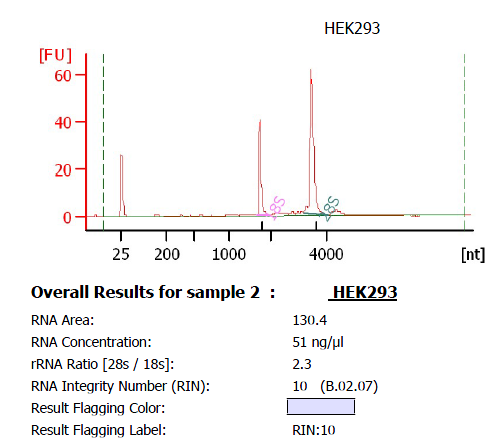 HEK293
[FU]
60
40
20
0
18S
28S
25 200 1000 4000 [nt]
Overall Results for sample 2 : HEK293
RNA Area: 130.4
RNA Concentration: 51 ng/µl
rRNA Ratio [28s / 18s]: 2.3
RNA Integrity Number (RIN): 10 (B.02.07)
Result Flagging Color:
Result Flagging Label: RIN:10